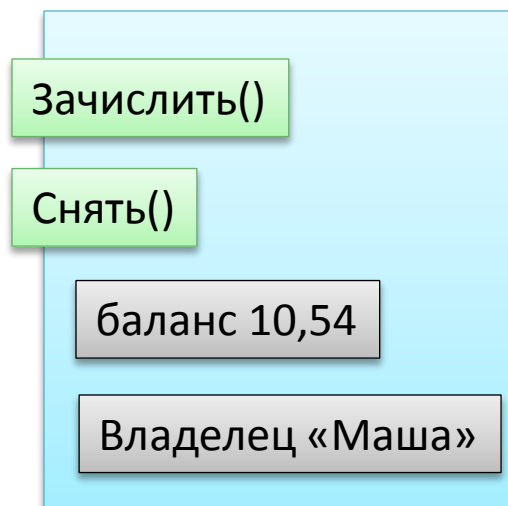 Зачислить()
Снять()
баланс 10,54
Владелец «Маша»